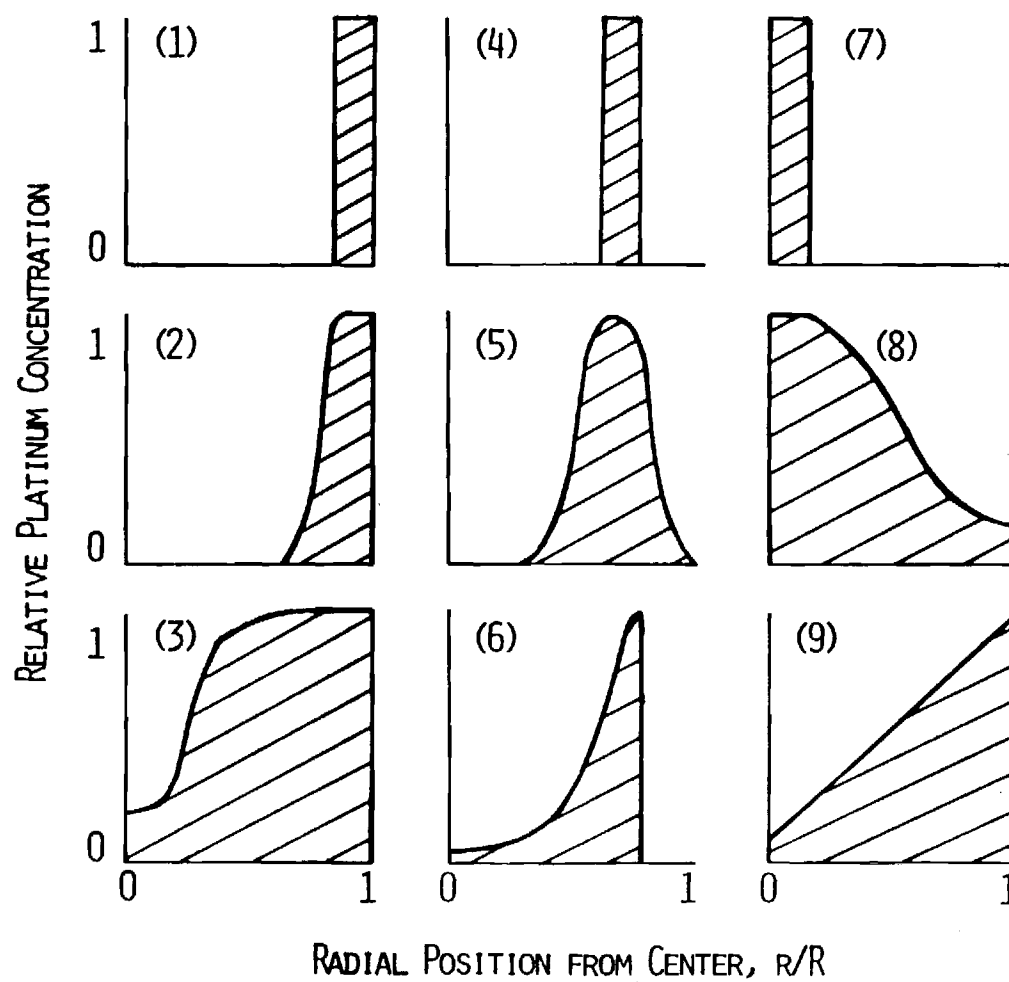 RELATIVE PLATINUM CONCENTRATION
1 (1) (4) (7)
0
1 (2) (5) (8)
0
1 (3) (6) (9)
0
0 1 0 1 0 1
RADIAL POSITION FROM CENTER, R/R